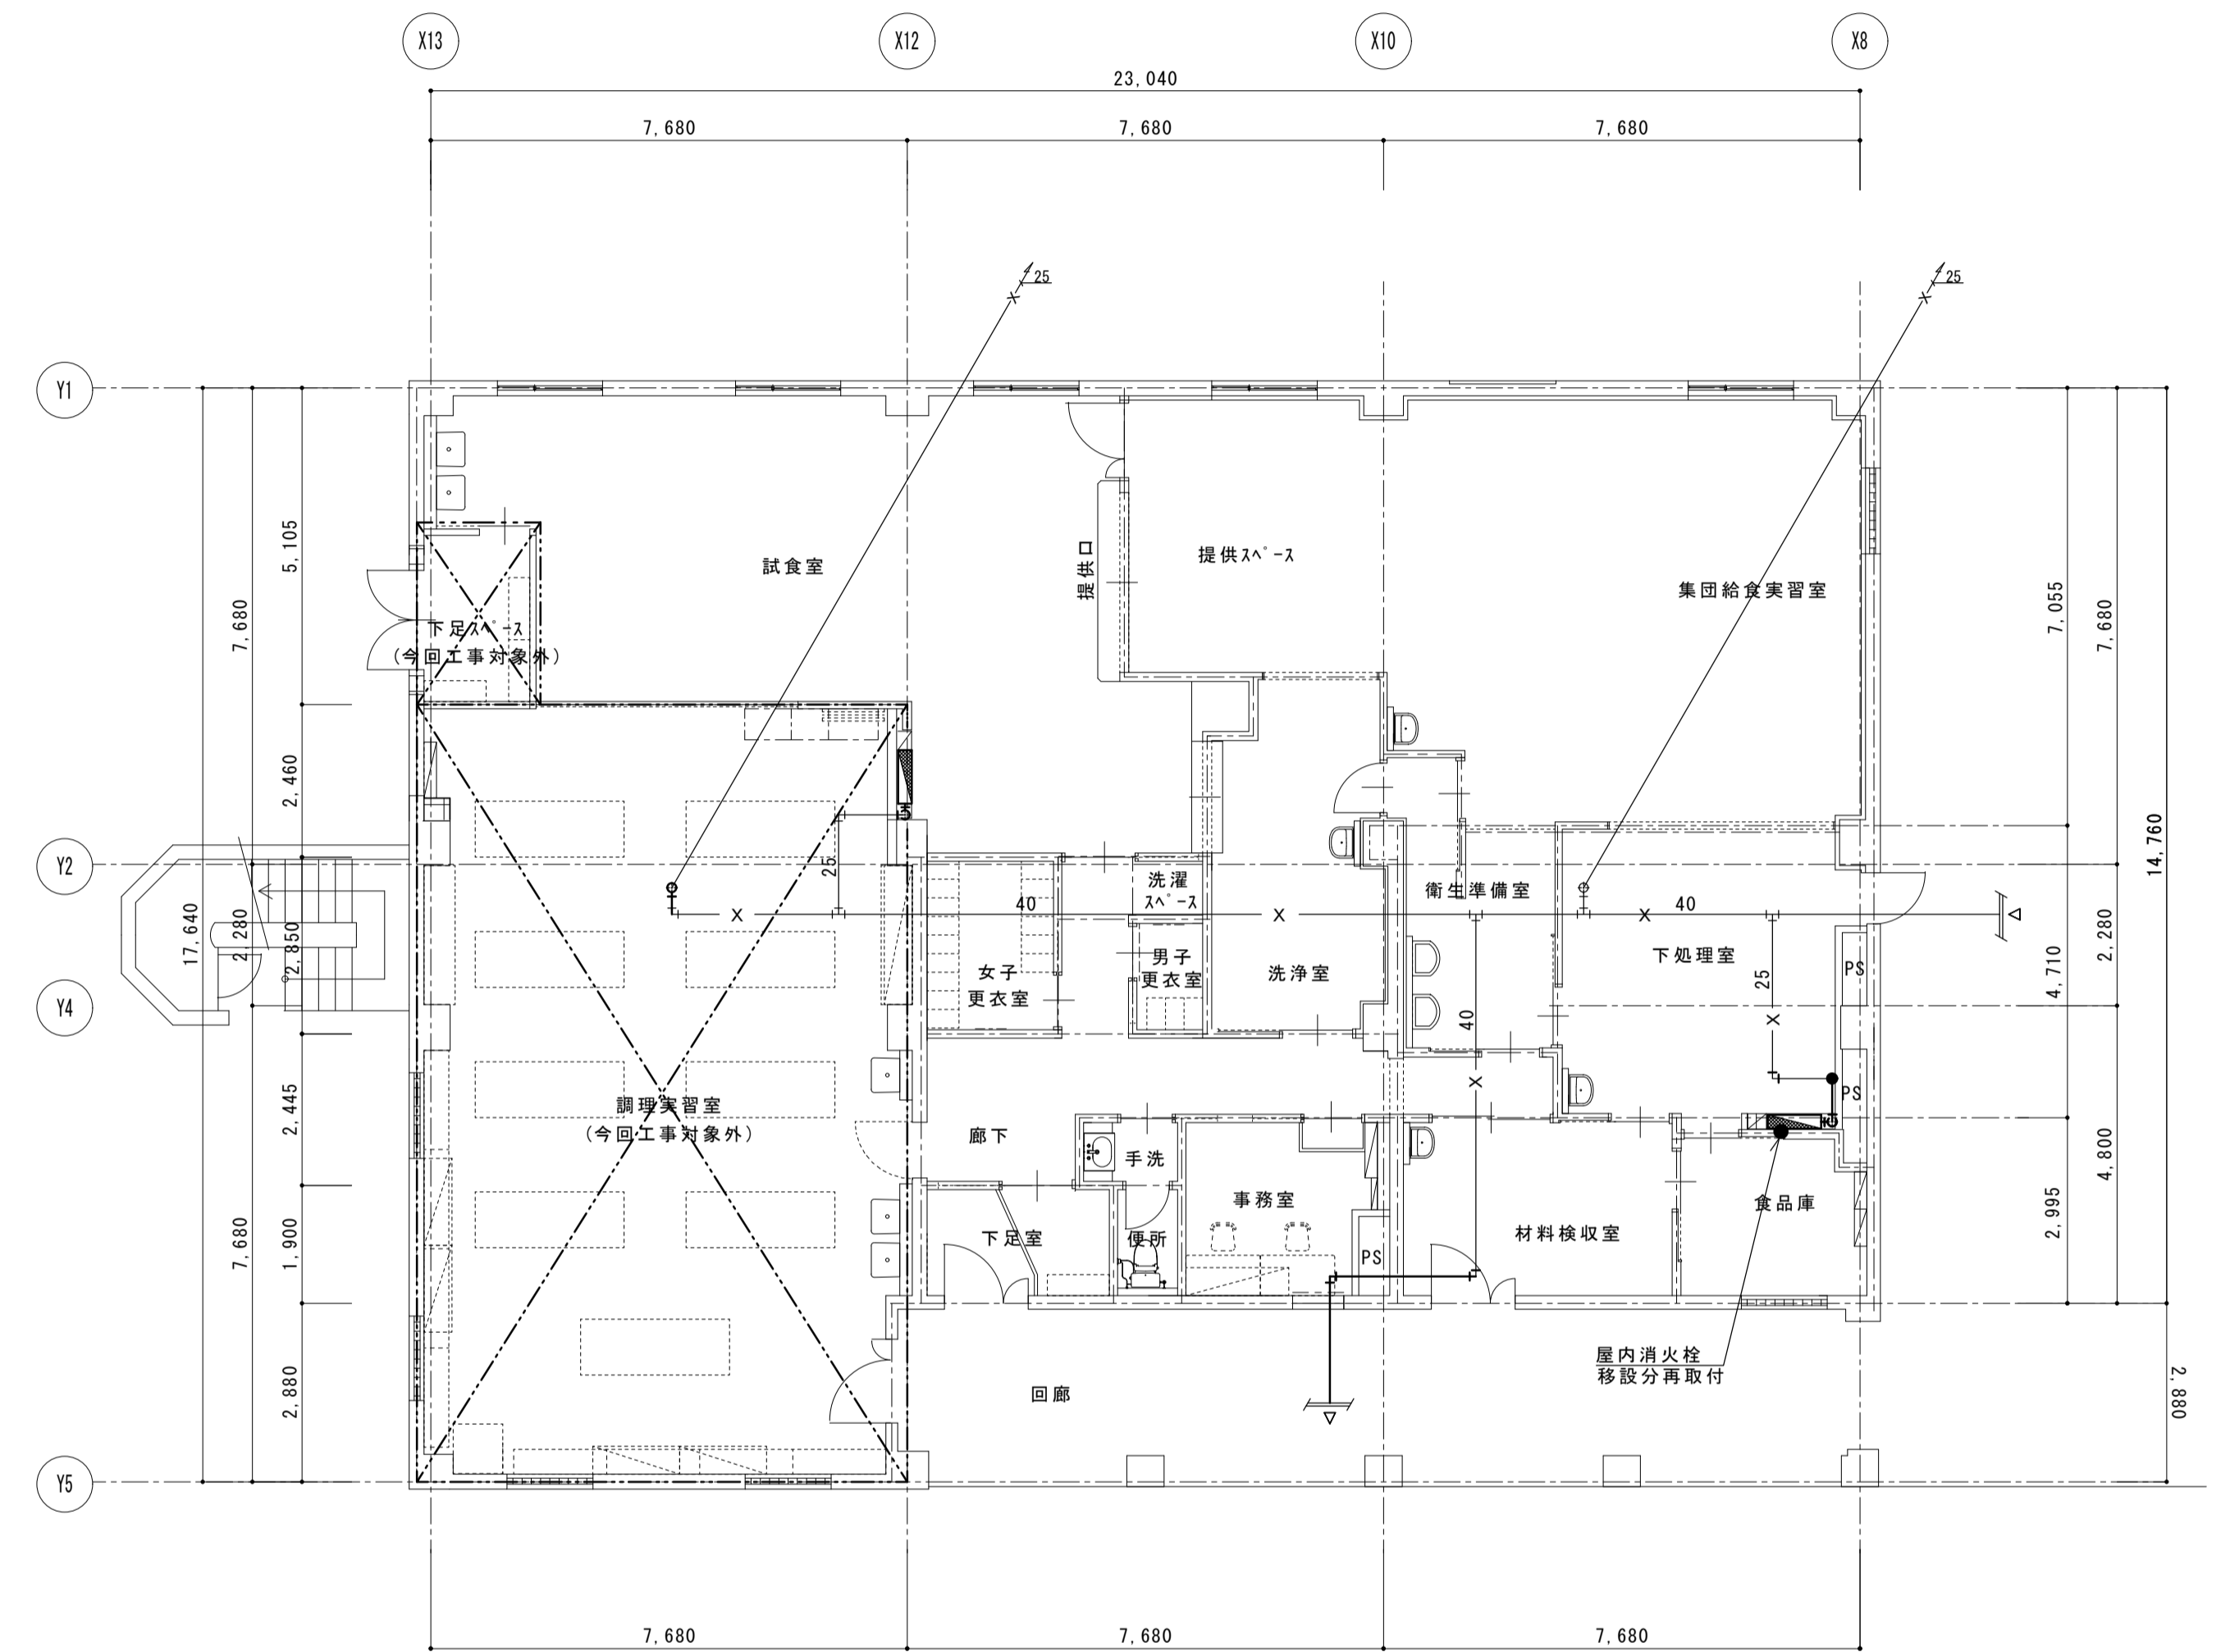 X13
X12
X10
X8
23,040
7,680
7,680
7,680
25
25
Y1
5,105
7,680
試食室
提供口
提供スペース
集団給食実習室
7,055
7,680
下足スペース
(今回工事対象外)
2,460
14,760
Y2
25
洗濯
スペース
衛生準備室
17,640
2,280
2,850
X
40
X
X
40
女子
更衣室
男子
更衣室
洗浄室
下処理室
PS
25
X
4,710
2,280
Y4
40
X
PS
2,445
調理実習室
(今回工事対象外)
廊下
手洗
事務室
食品庫
4,800
7,680
1,900
下足室
便所
PS
材料検収室
2,995
屋内消火栓
移設分再取付
2,880
回廊
2,880
Y5
7,680
7,680
7,680